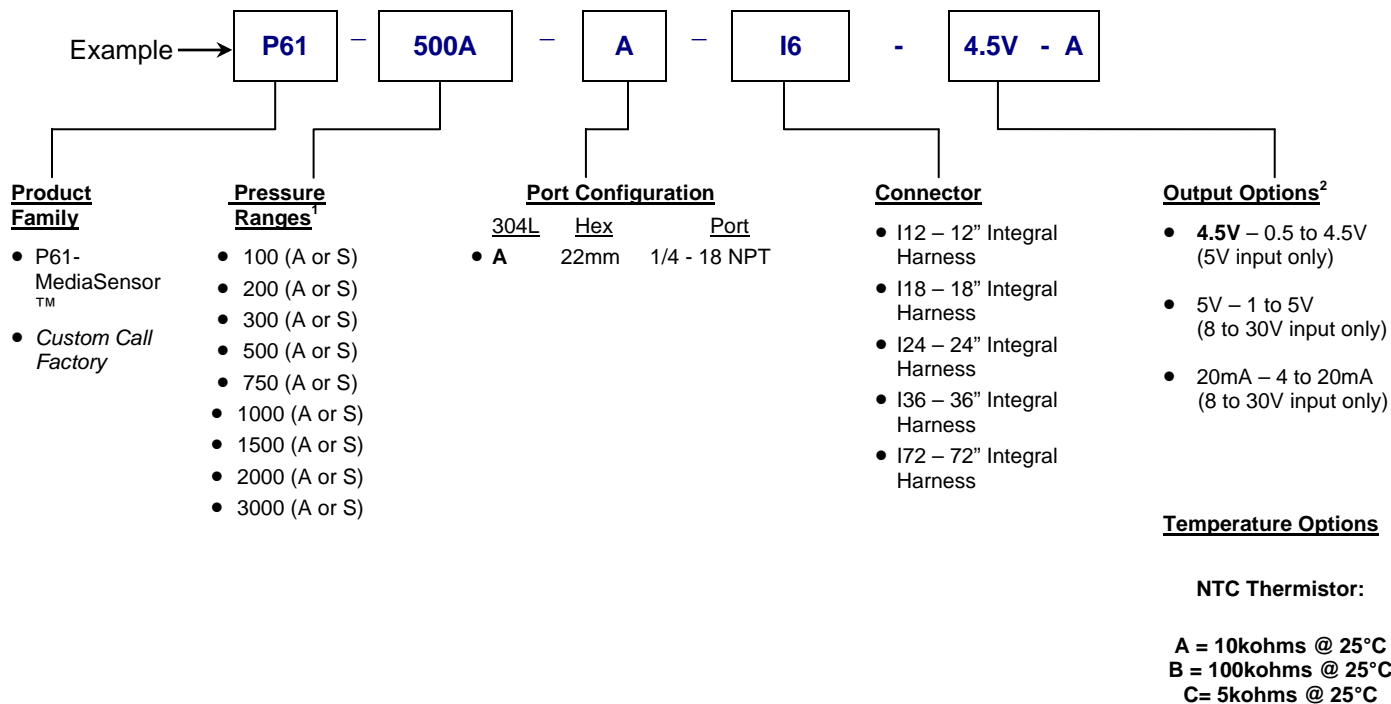 Example P61 – 500A – A – I6 - 4.5V - A
Product
Family
• P61-
MediaSensor
™
• Custom Call
Factory
Pressure
Ranges1
• 100 (A or S)
• 200 (A or S)
• 300 (A or S)
• 500 (A or S)
• 750 (A or S)
• 1000 (A or S)
• 1500 (A or S)
• 2000 (A or S)
• 3000 (A or S)
Port Configuration
304L Hex Port
• A 22mm 1/4 - 18 NPT
Connector
• I12 – 12” Integral
Harness
• I18 – 18” Integral
Harness
• I24 – 24” Integral
Harness
• I36 – 36” Integral
Harness
• I72 – 72” Integral
Harness
Output Options2
• 4.5V – 0.5 to 4.5V
(5V input only)
• 5V – 1 to 5V
(8 to 30V input only)
• 20mA – 4 to 20mA
(8 to 30V input only)
Temperature Options
NTC Thermistor:
A = 10kohms @ 25°C
B = 100kohms @ 25°C
C= 5kohms @ 25°C